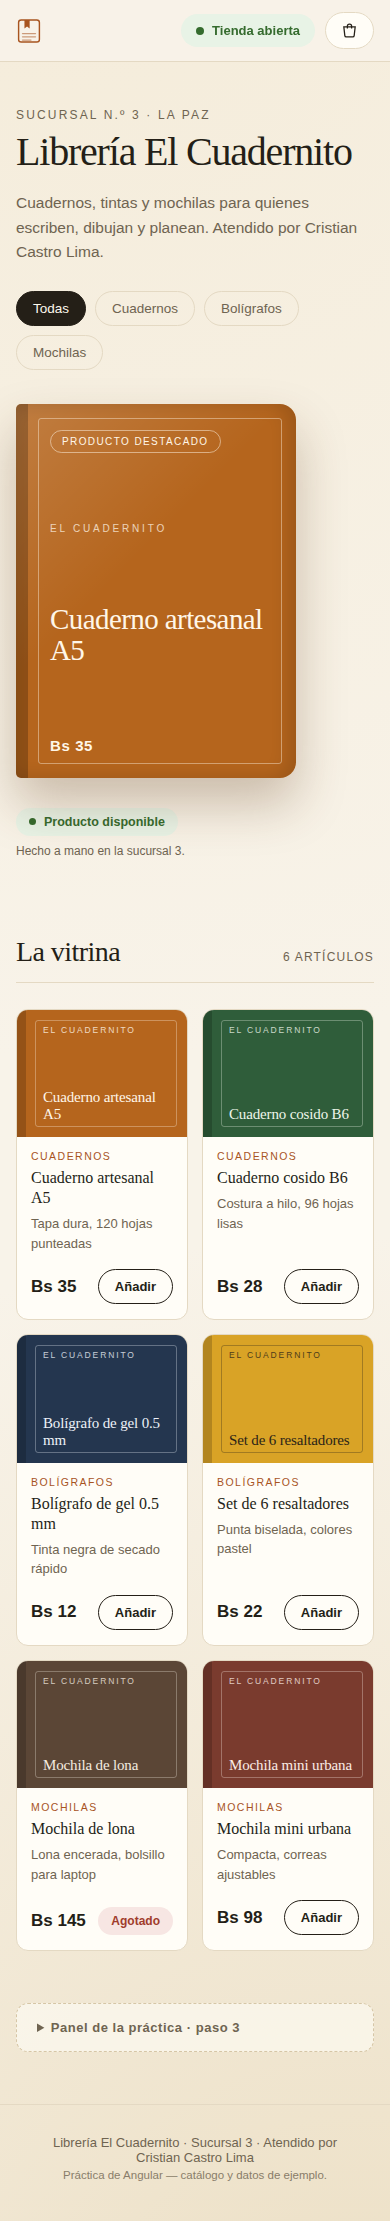 Tienda abierta
SUCURSAL N.º 3 · LA PAZ
Librería El Cuadernito
Cuadernos, tintas y mochilas para quienes
escriben, dibujan y planean. Atendido por Cristian
Castro Lima.
Todas
Cuadernos
Bolígrafos
Mochilas
PRODUCTO DESTACADO
EL CUADERNITO
Cuaderno artesanal
A5
Bs 35
Producto disponible
Hecho a mano en la sucursal 3.
La vitrina
6 ARTÍCULOS
EL CUADERNITO
Cuaderno artesanal
A5
CUADERNOS
Cuaderno artesanal
A5
Tapa dura, 120 hojas
punteadas
Bs 35
Añadir
EL CUADERNITO
Cuaderno cosido B6
CUADERNOS
Cuaderno cosido B6
Costura a hilo, 96 hojas
lisas
Bs 28
Añadir
EL CUADERNITO
Bolígrafo de gel 0.5
mm
BOLÍGRAFOS
Bolígrafo de gel 0.5
mm
Tinta negra de secado
rápido
Bs 12
Añadir
EL CUADERNITO
Set de 6 resaltadores
BOLÍGRAFOS
Set de 6 resaltadores
Punta biselada, colores
pastel
Bs 22
Añadir
EL CUADERNITO
Mochila de lona
MOCHILAS
Mochila de lona
Lona encerada, bolsillo
para laptop
Bs 145
Agotado
EL CUADERNITO
Mochila mini urbana
MOCHILAS
Mochila mini urbana
Compacta, correas
ajustables
Bs 98
Añadir
Panel de la práctica · paso 3
Librería El Cuadernito · Sucursal 3 · Atendido por
Cristian Castro Lima
Práctica de Angular — catálogo y datos de ejemplo.